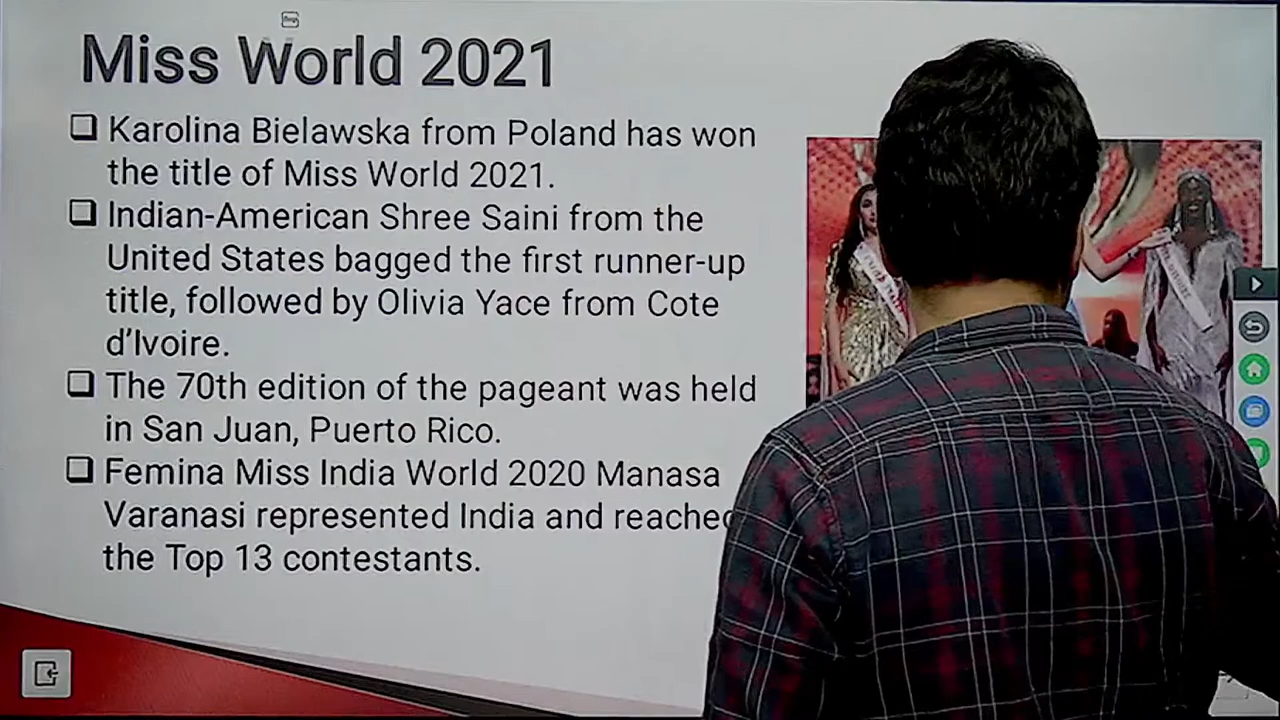 Miss World 2021
❑ Karolina Bielawska from Poland has won
the title of Miss World 2021.
❑ Indian-American Shree Saini from the
United States bagged the first runner-up
title, followed by Olivia Yace from Cote
d'Ivoire.
❑ The 70th edition of the pageant was held
in San Juan, Puerto Rico.
❑ Femina Miss India World 2020 Manasa
Varanasi represented India and reached
the Top 13 contestants.